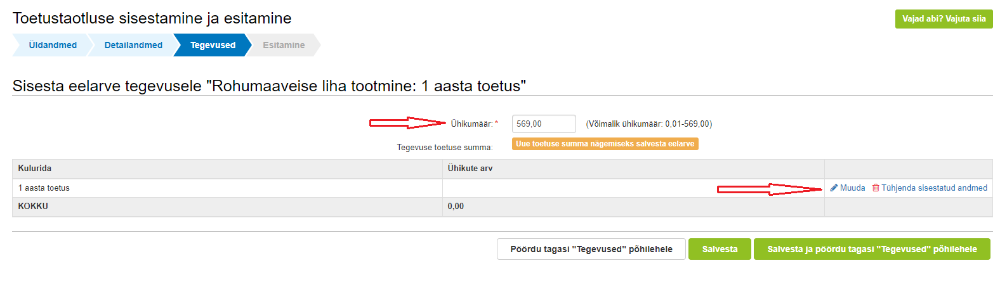 Toetustaotluse sisestamine ja esitamine
Vajad abi? Vajuta siia
Üldandmed Detailandmed Tegevused Esitamine
Sisesta eelarve tegevusele "Rohumaaveise liha tootmine: 1 aasta toetus"
Ühikumäär: * 569,00 (Võimalik ühikumäär: 0,01-569,00)
Tegevuse toetuse summa: Uue toetuse summa nägemiseks salvesta eelarve
Kulurida Ühikute arv
1 aasta toetus Muuda Tühjenda sisestatud andmed
KOKKU 0,00
Pöördu tagasi "Tegevused" põhilehele Salvesta Salvesta ja pöördu tagasi "Tegevused" põhilehele